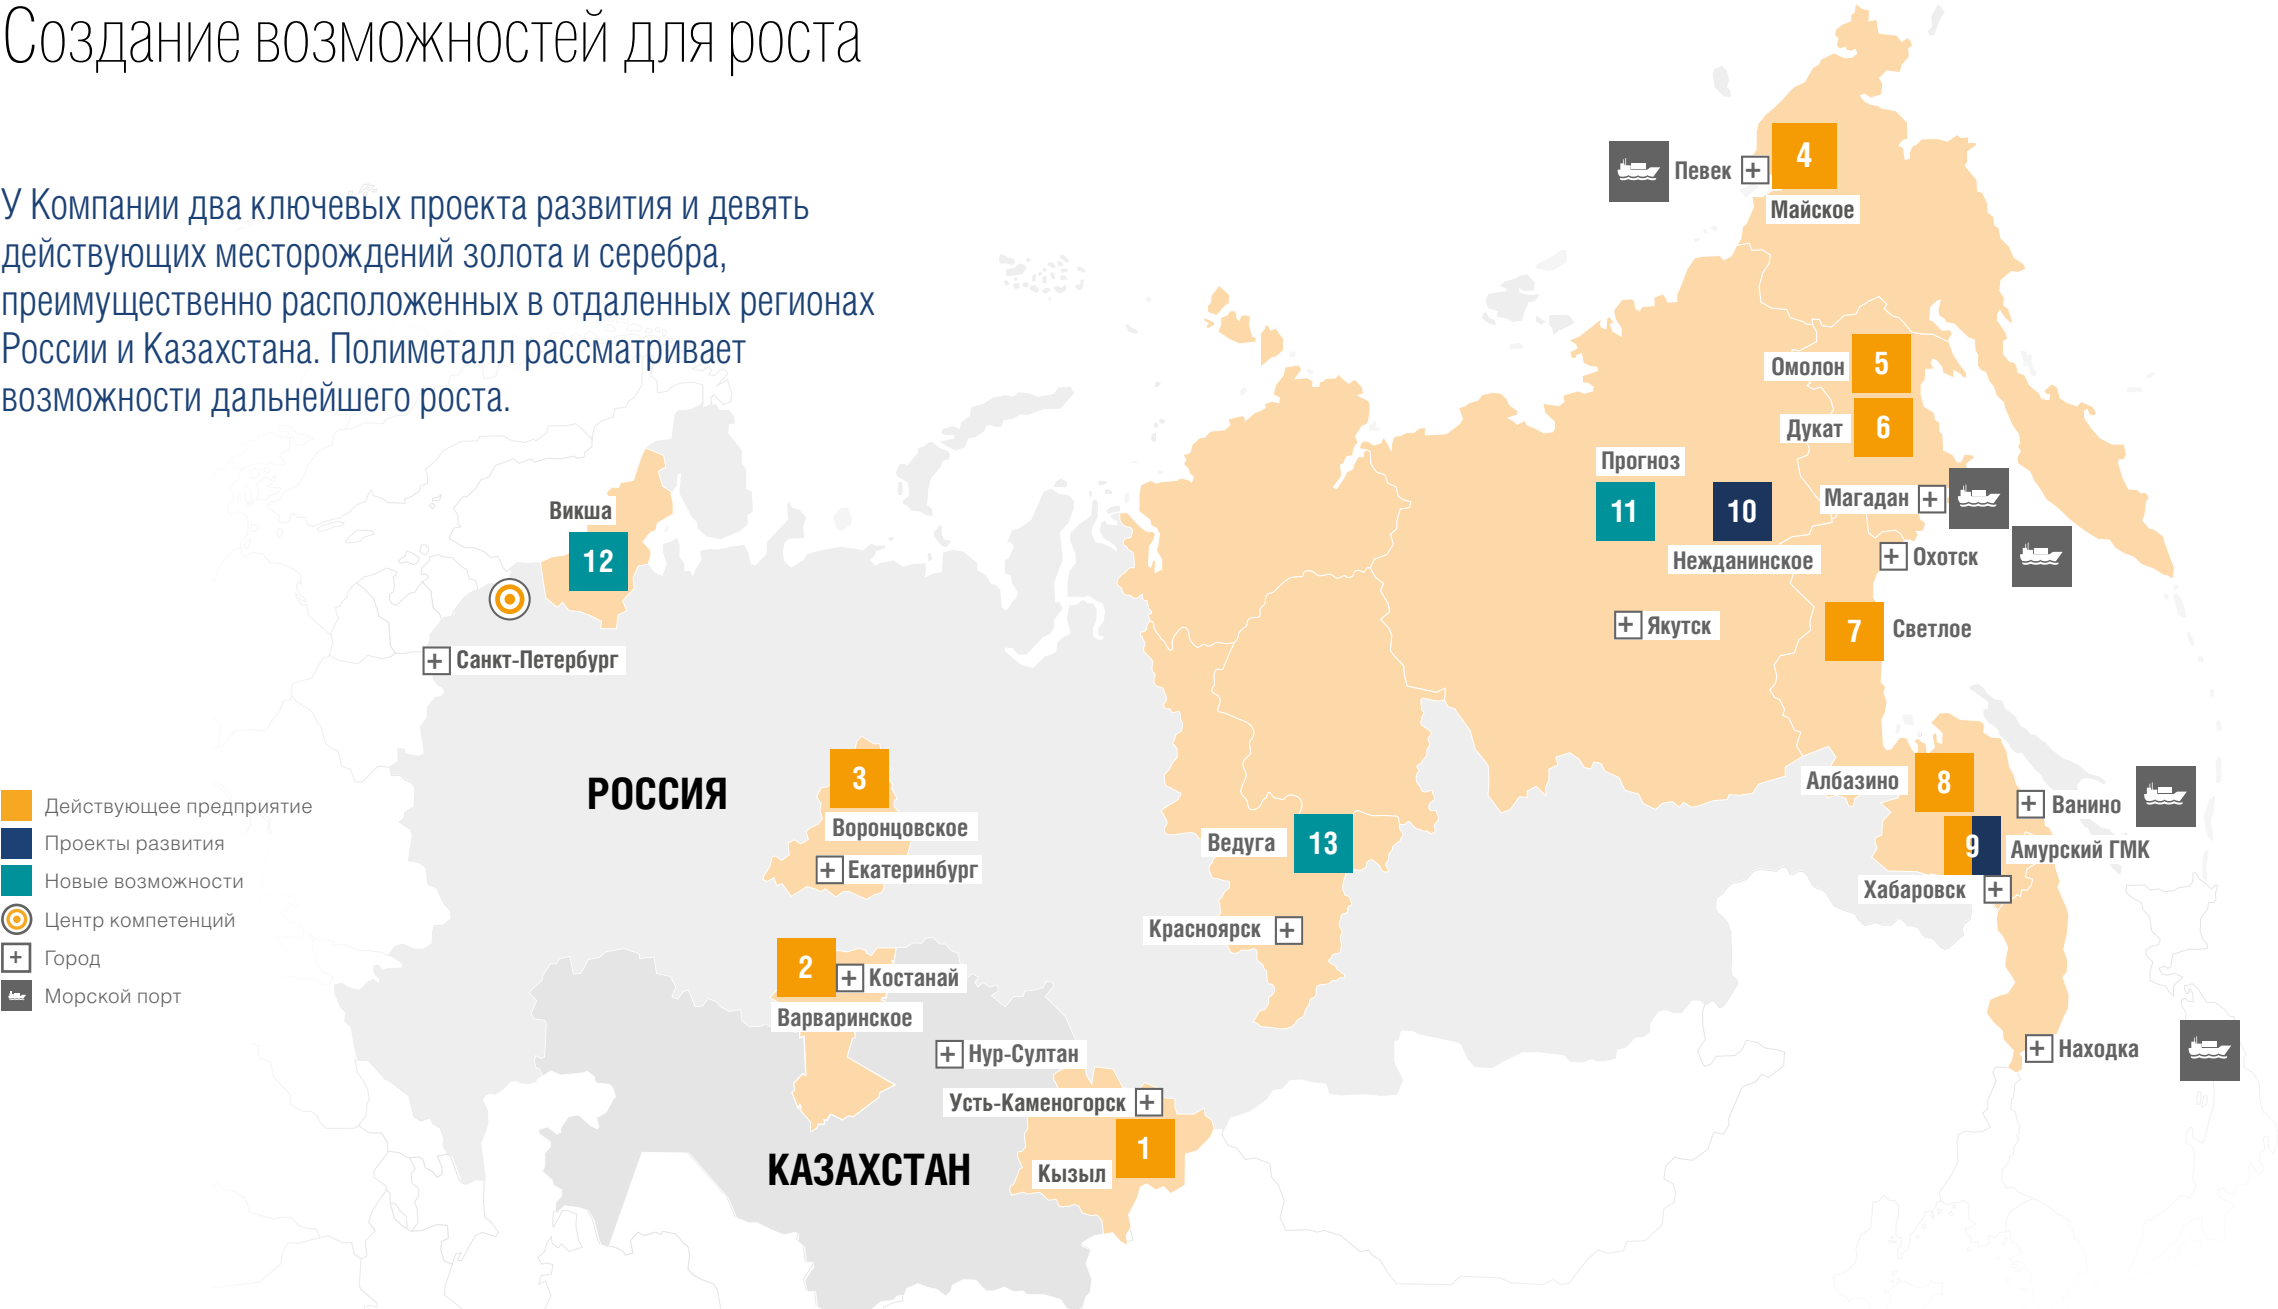 Создание возможностей для роста
У Компании два ключевых проекта развития и девять
действующих месторождений золота и серебра,
преимущественно расположенных в отдаленных регионах
России и Казахстана. Полиметалл рассматривает
возможности дальнейшего роста.
Певек
4
Майское
Омолон
5
Дукат
6
Прогноз
11
10
Нежданинское
Магадан
Охотск
Якутск
7
Светлое
Викша
12
Санкт-Петербург
РОССИЯ
3
Воронцовское
Екатеринбург
Ведуга
13
Красноярск
Албазино
8
Ванино
9
Амурский ГМК
Хабаровск
Находка
2
Костанай
Варваринское
Нур-Султан
Усть-Каменогорск
1
Кызыл
КАЗАХСТАН
Действующее предприятие
Проекты развития
Новые возможности
Центр компетенций
Город
Морской порт